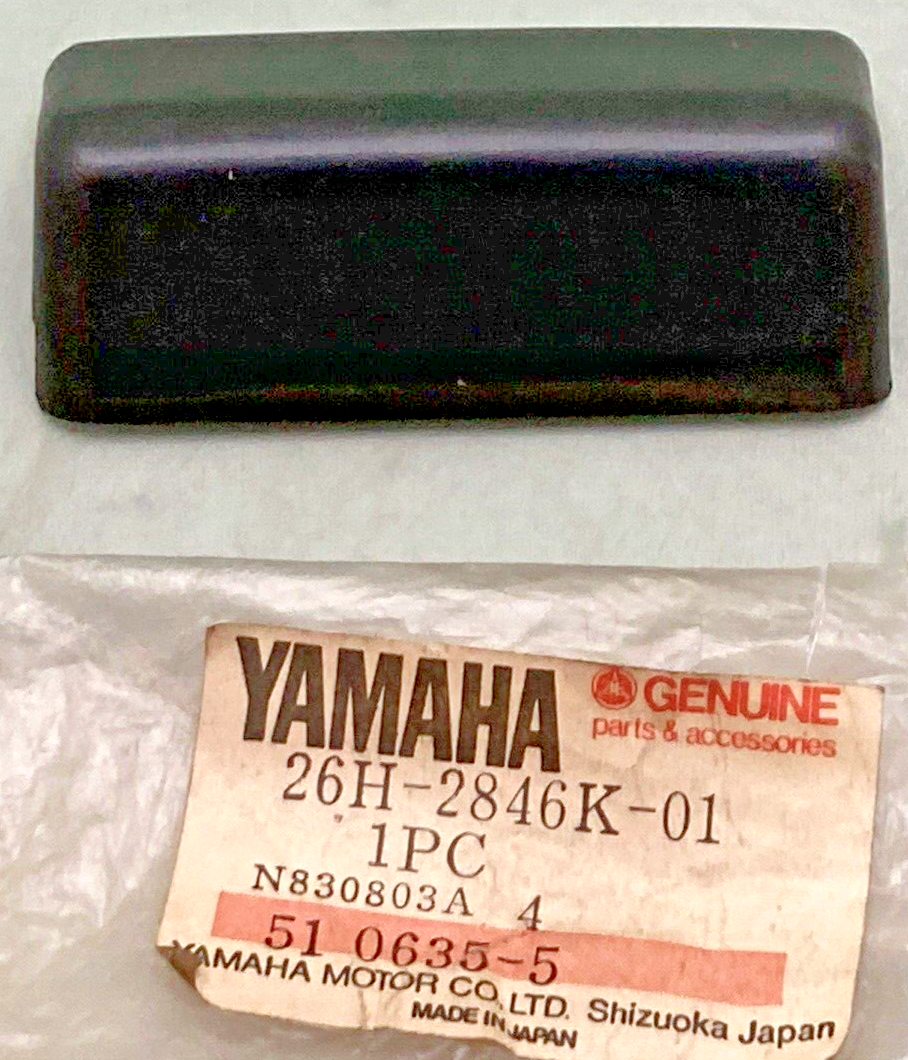 YAMAHA GENUINE
parts & accessories
26H-2846K-01
1PC
N830803A 4
51 0635-5
YAMAHA MOTOR CO., LTD. Shizuoka Japan
MADE IN JAPAN